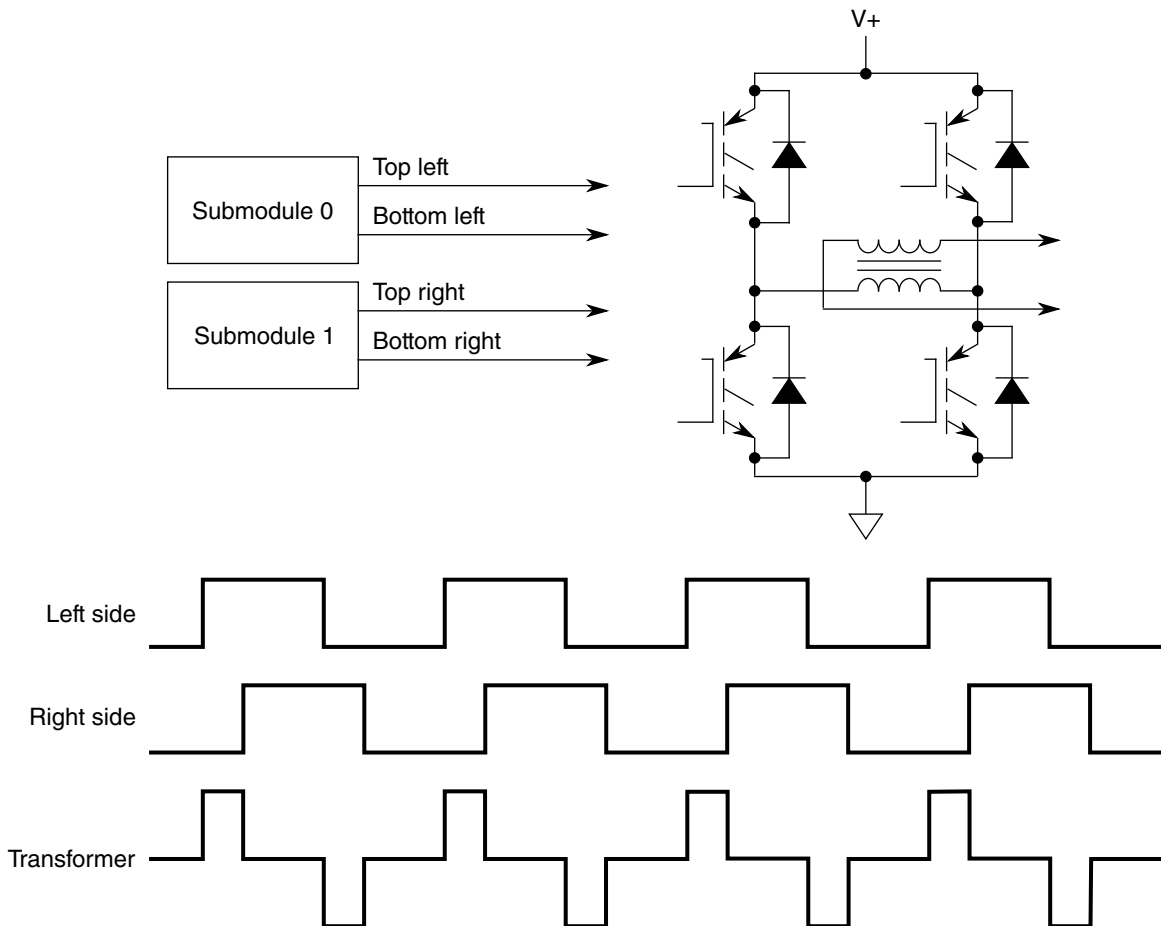 V+
Top left
Submodule 0
Bottom left
Top right
Submodule 1
Bottom right
Left side
Right side
Transformer